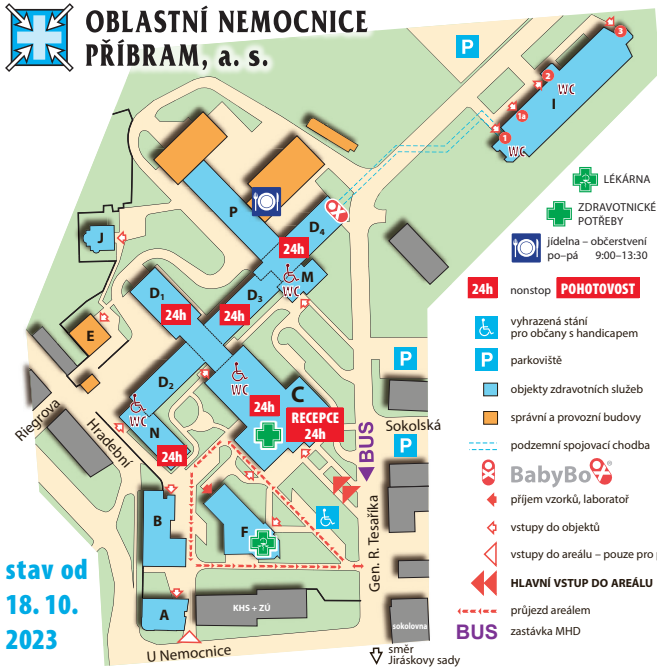 OBLASTNÍ NEMOCNICE
PŘÍBRAM, a. s.
P
3
2
WC
I
1a
1
WC
LÉKÁRNA
ZDRAVOTNICKÉ
POTŘEBY
jídelna – občerstvení
po–pá 9:00–13:30
24h nonstop POHOTOVOST
vyhrazená stání
pro občany s handicapem
P parkoviště
objekty zdravotních služeb
správní a provozní budovy
podzemní spojovací chodba
BabyBo
®
příjem vzorků, laboratoř
vstupy do objektů
vstupy do areálu – pouze pro p
HLAVNÍ VSTUP DO AREÁLU
průjezd areálem
BUS zastávka MHD
P
D4
24h
M
WC
J
D1
24h
24h
D3
E
D2
WC
C
24h
RECEPCE
24h
WC
N
24h
P
Sokolská
P
BUS
Riegrova
Hradební
B
F
Gen. R. Tesaříka
A
KHS + ZÚ
sokolovna
U Nemocnice
směr
Jiráskovy sady
stav od
18. 10.
2023